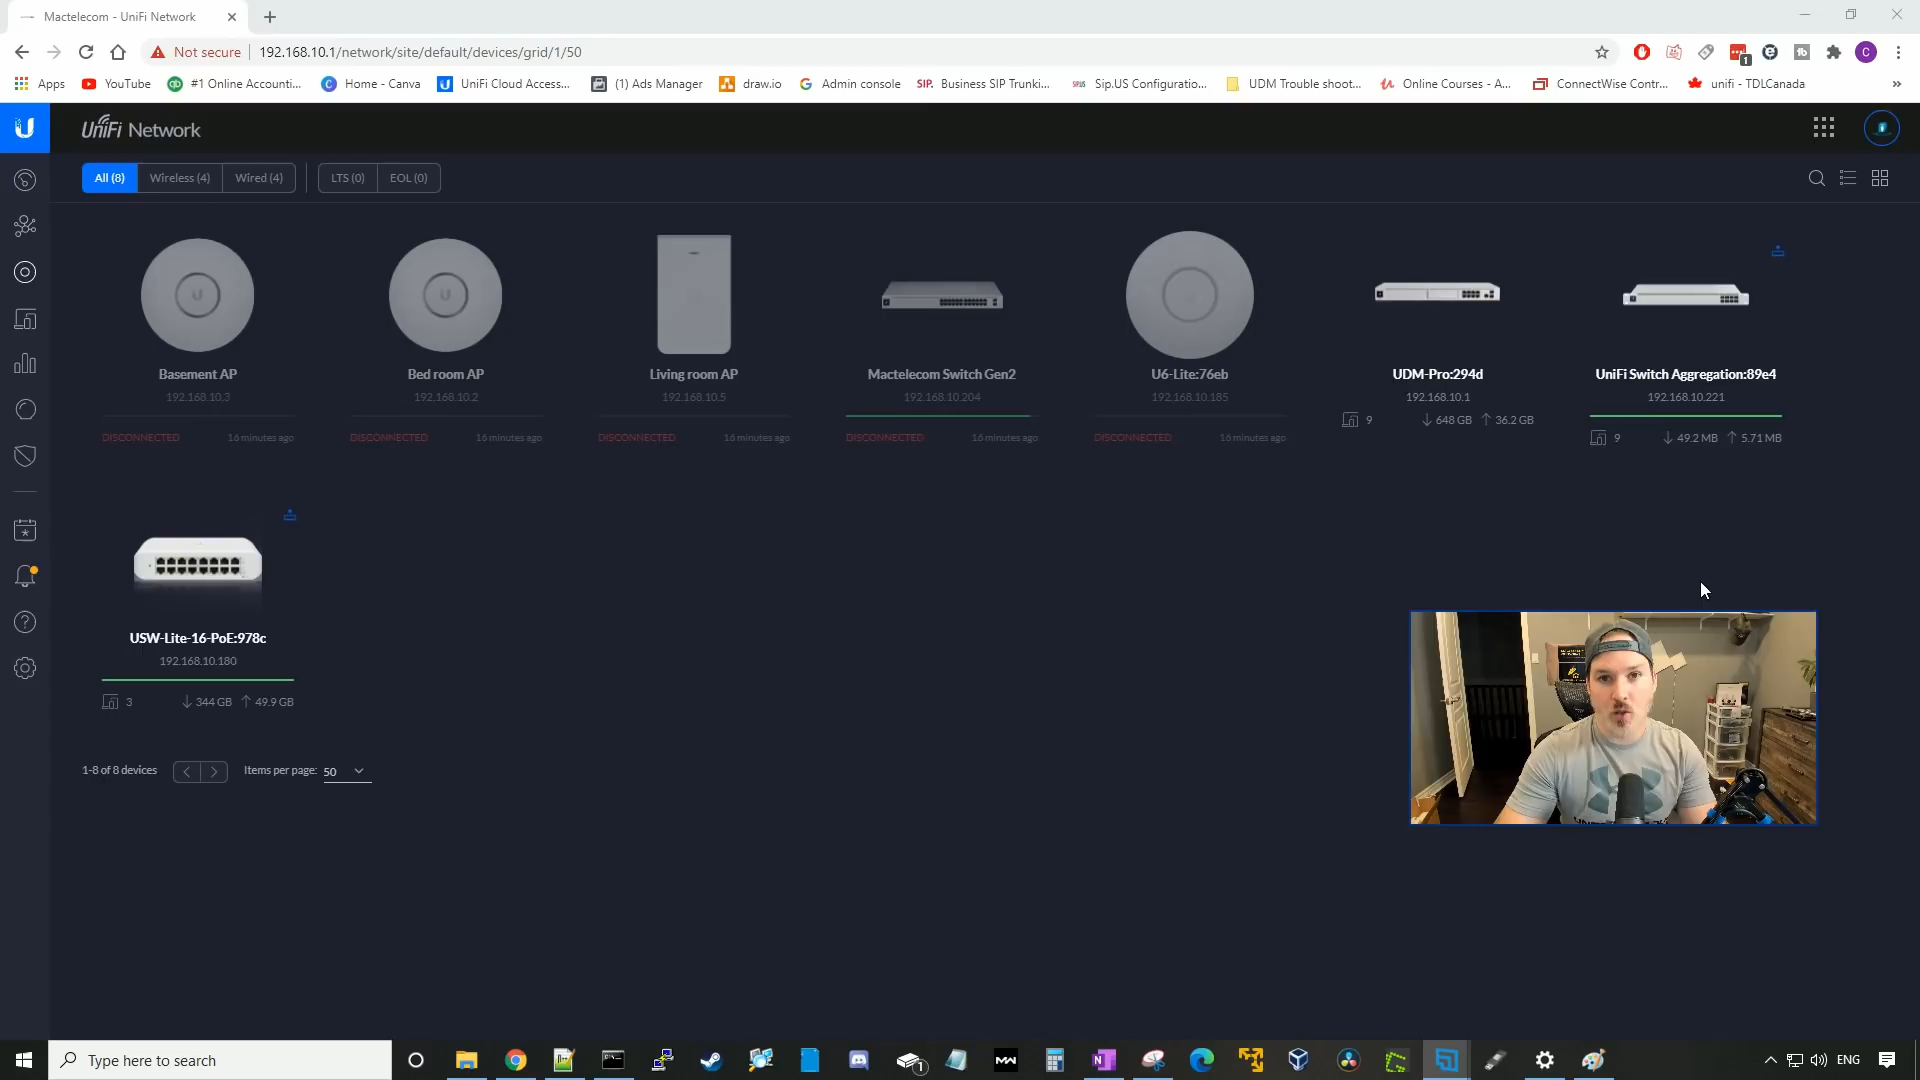 Mactelecom - UniFi Network
Not secure
192.168.10.1/network/site/default/devices/grid/1/50
Apps
YouTube
#1 Online Accounti...
Home - Canva
UniFi Cloud Access...
(1) Ads Manager
draw.io
Admin console
SIP. Business SIP Trunki...
Sip.US Configuratio...
UDM Trouble shoot...
Online Courses - A...
ConnectWise Contr...
unifi - TDLCanada
UniFi Network
All (8)
Wireless (4)
Wired (4)
LTS (0)
EOL (0)
Basement AP
192.168.10.3
DISCONNECTED
16 minutes ago
Bed room AP
192.168.10.2
DISCONNECTED
16 minutes ago
Living room AP
192.168.10.5
DISCONNECTED
16 minutes ago
Mactelecom Switch Gen2
192.168.10.204
DISCONNECTED
16 minutes ago
U6-Lite:76eb
192.168.10.185
DISCONNECTED
16 minutes ago
UDM-Pro:294d
192.168.10.1
9
648 GB
36.2 GB
UniFi Switch Aggregation:89e4
192.168.10.221
9
49.2 MB
5.71 MB
USW-Lite-16-PoE:978c
192.168.10.180
3
344 GB
49.9 GB
1-8 of 8 devices
Items per page: 50
Type here to search
ENG